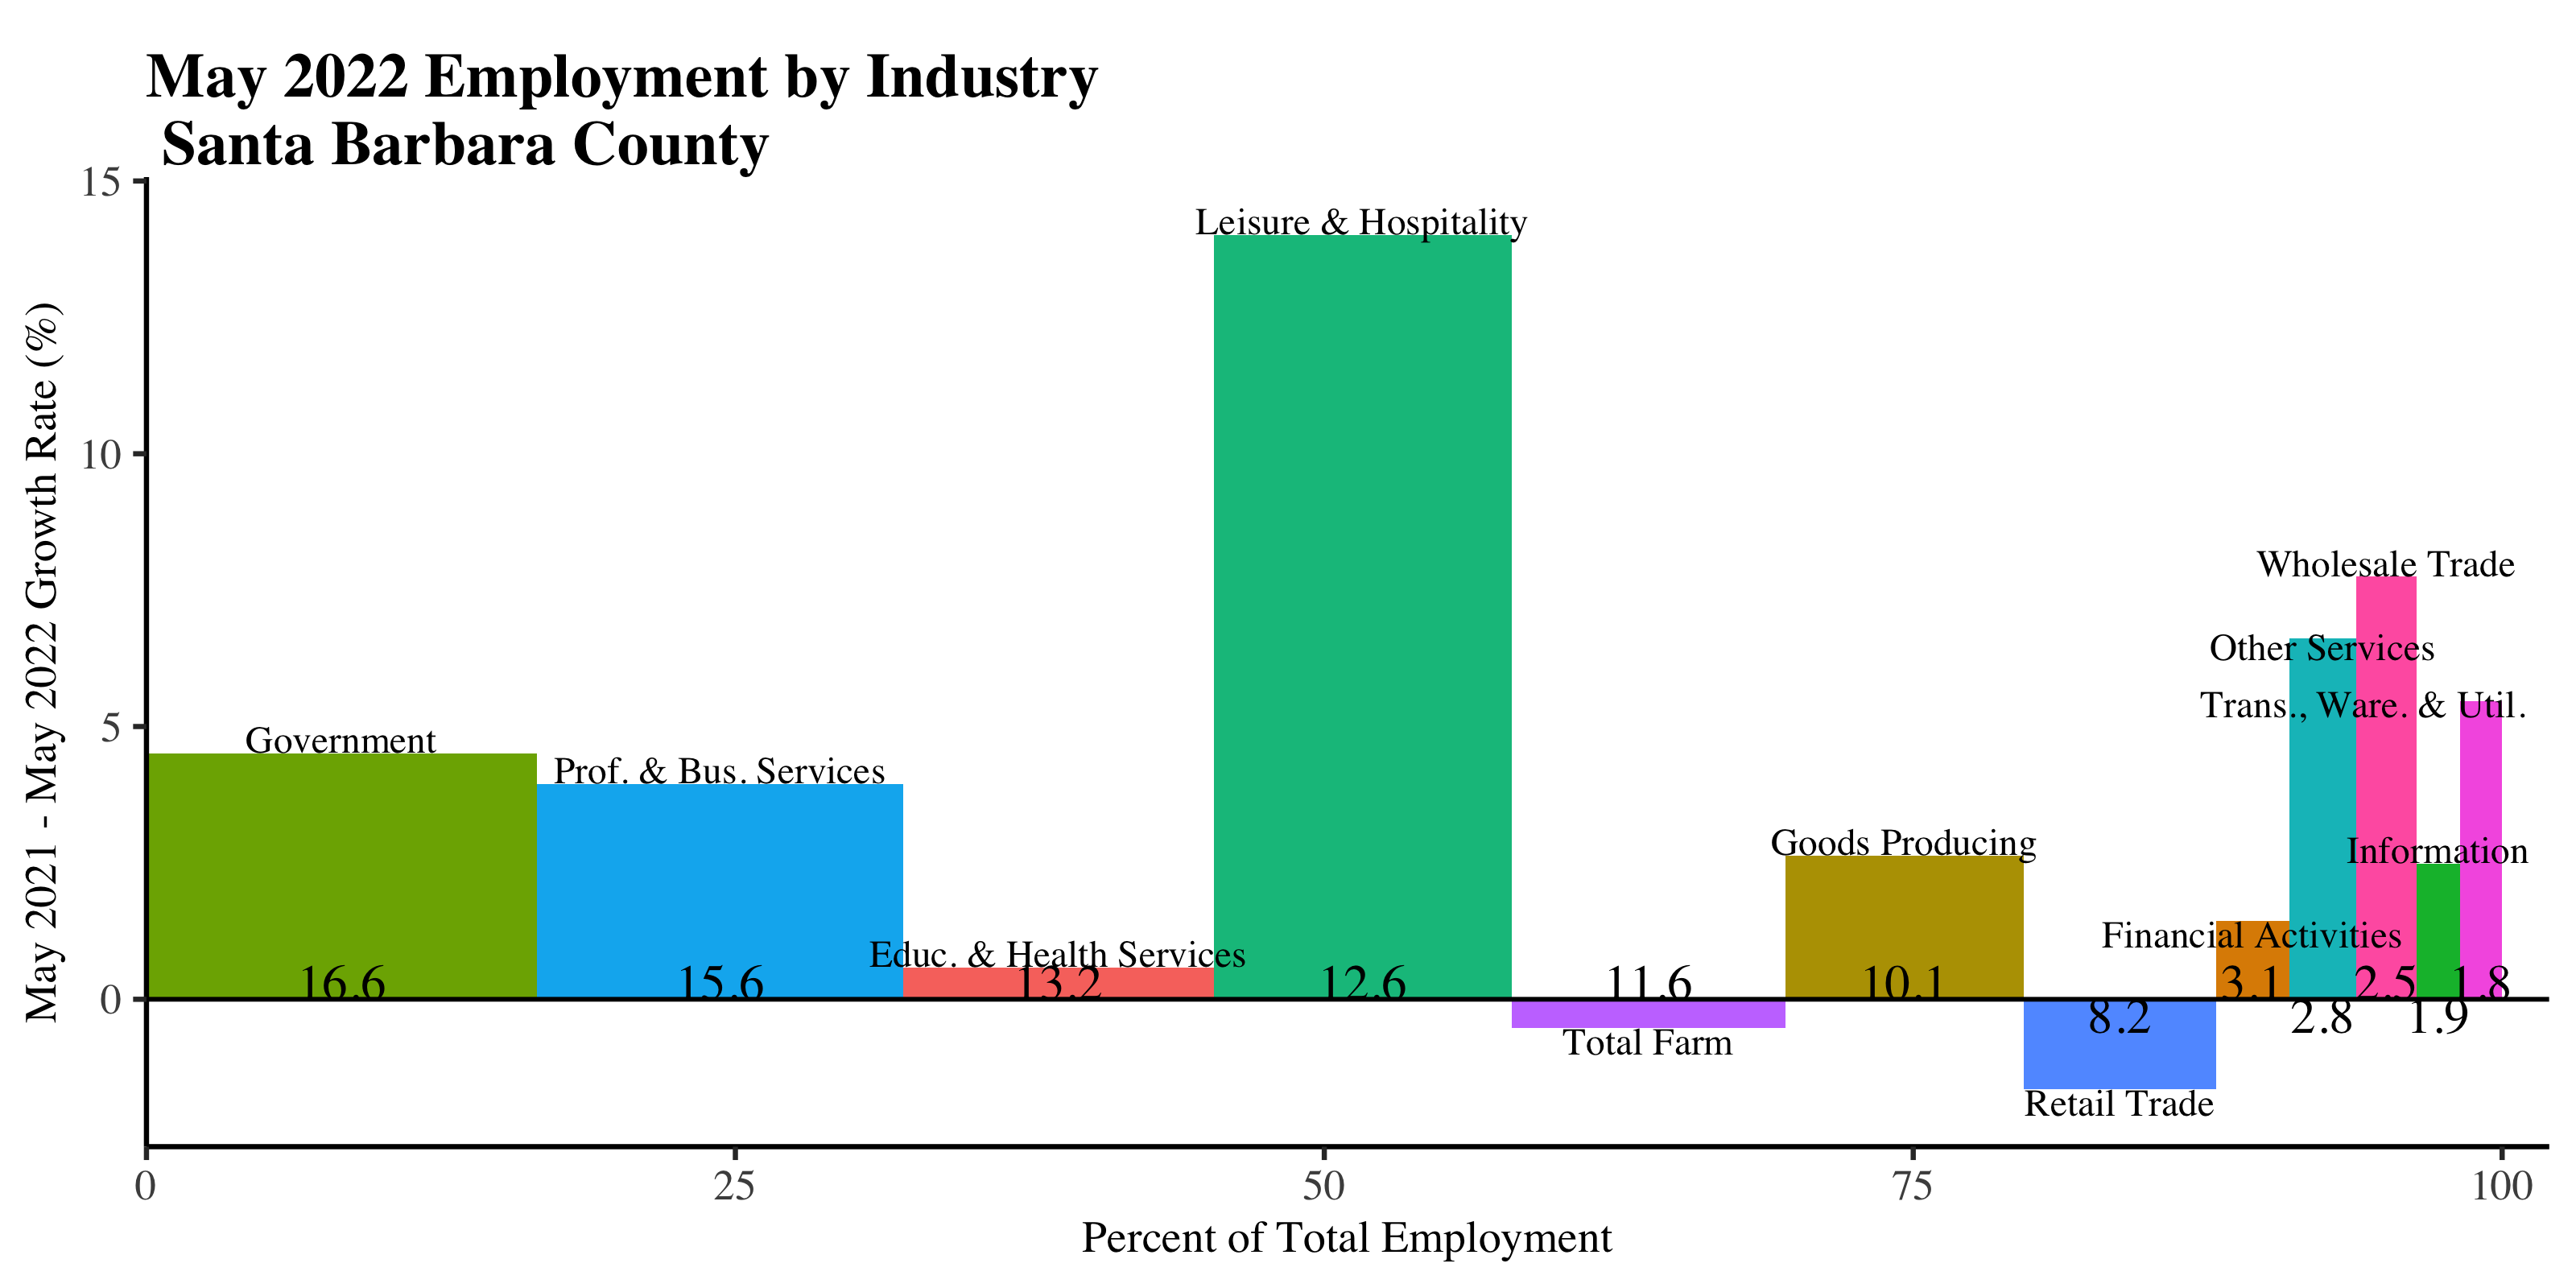 May 2022 Employment by Industry
Santa Barbara County
May 2021 - May 2022 Growth Rate (%)
15
10
5
0
Leisure & Hospitality
Wholesale Trade
Other Services
Trans., Ware. & Util.
Government
Prof. & Bus. Services
Goods Producing
Information
Financial Activities
Educ. & Health Services
16.6
15.6
13.2
12.6
11.6
10.1
8.2
3.1
2.8
2.5
1.9
1.8
Total Farm
Retail Trade
0
25
50
75
100
Percent of Total Employment